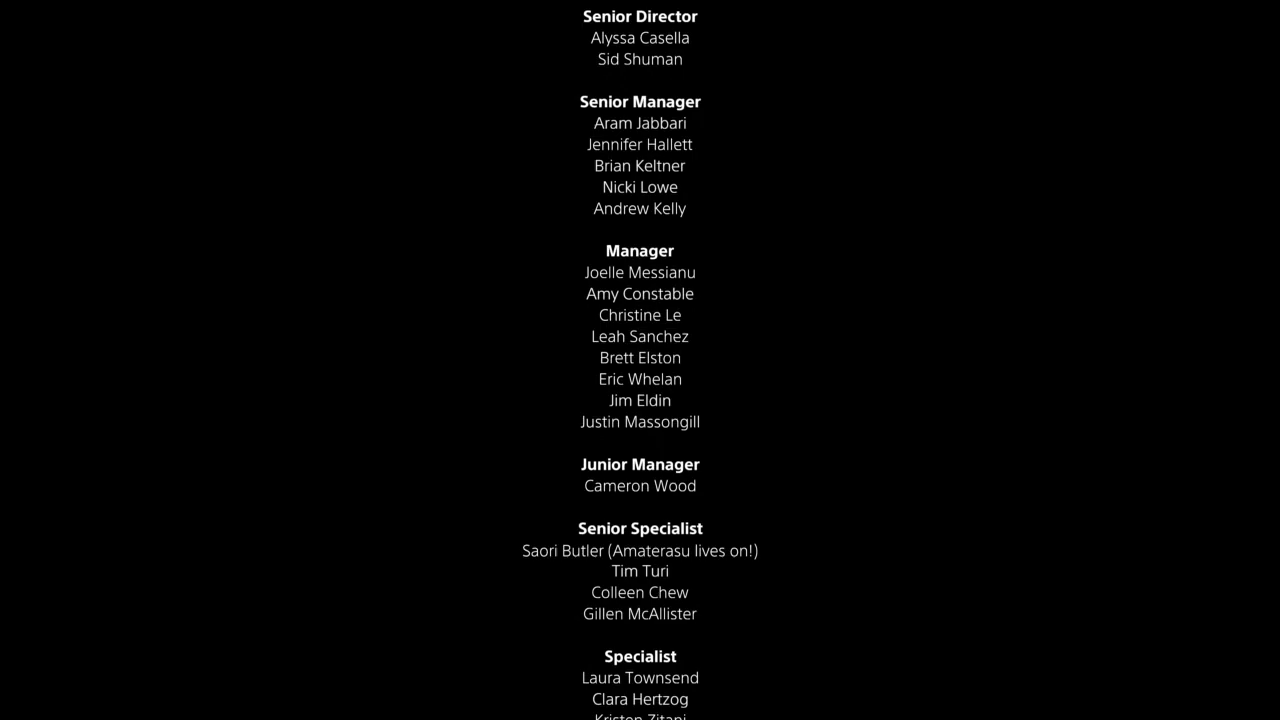 Senior Director
Alyssa Casella
Sid Shuman
Senior Manager
Aram Jabbari
Jennifer Hallett
Brian Keltner
Nicki Lowe
Andrew Kelly
Manager
Joelle Messianu
Amy Constable
Christine Le
Leah Sanchez
Brett Elston
Eric Whelan
Jim Eldin
Justin Massongill
Junior Manager
Cameron Wood
Senior Specialist
Saori Butler (Amaterasu lives on!)
Tim Turi
Colleen Chew
Gillen McAllister
Specialist
Laura Townsend
Clara Hertzog
Kristen Zitani